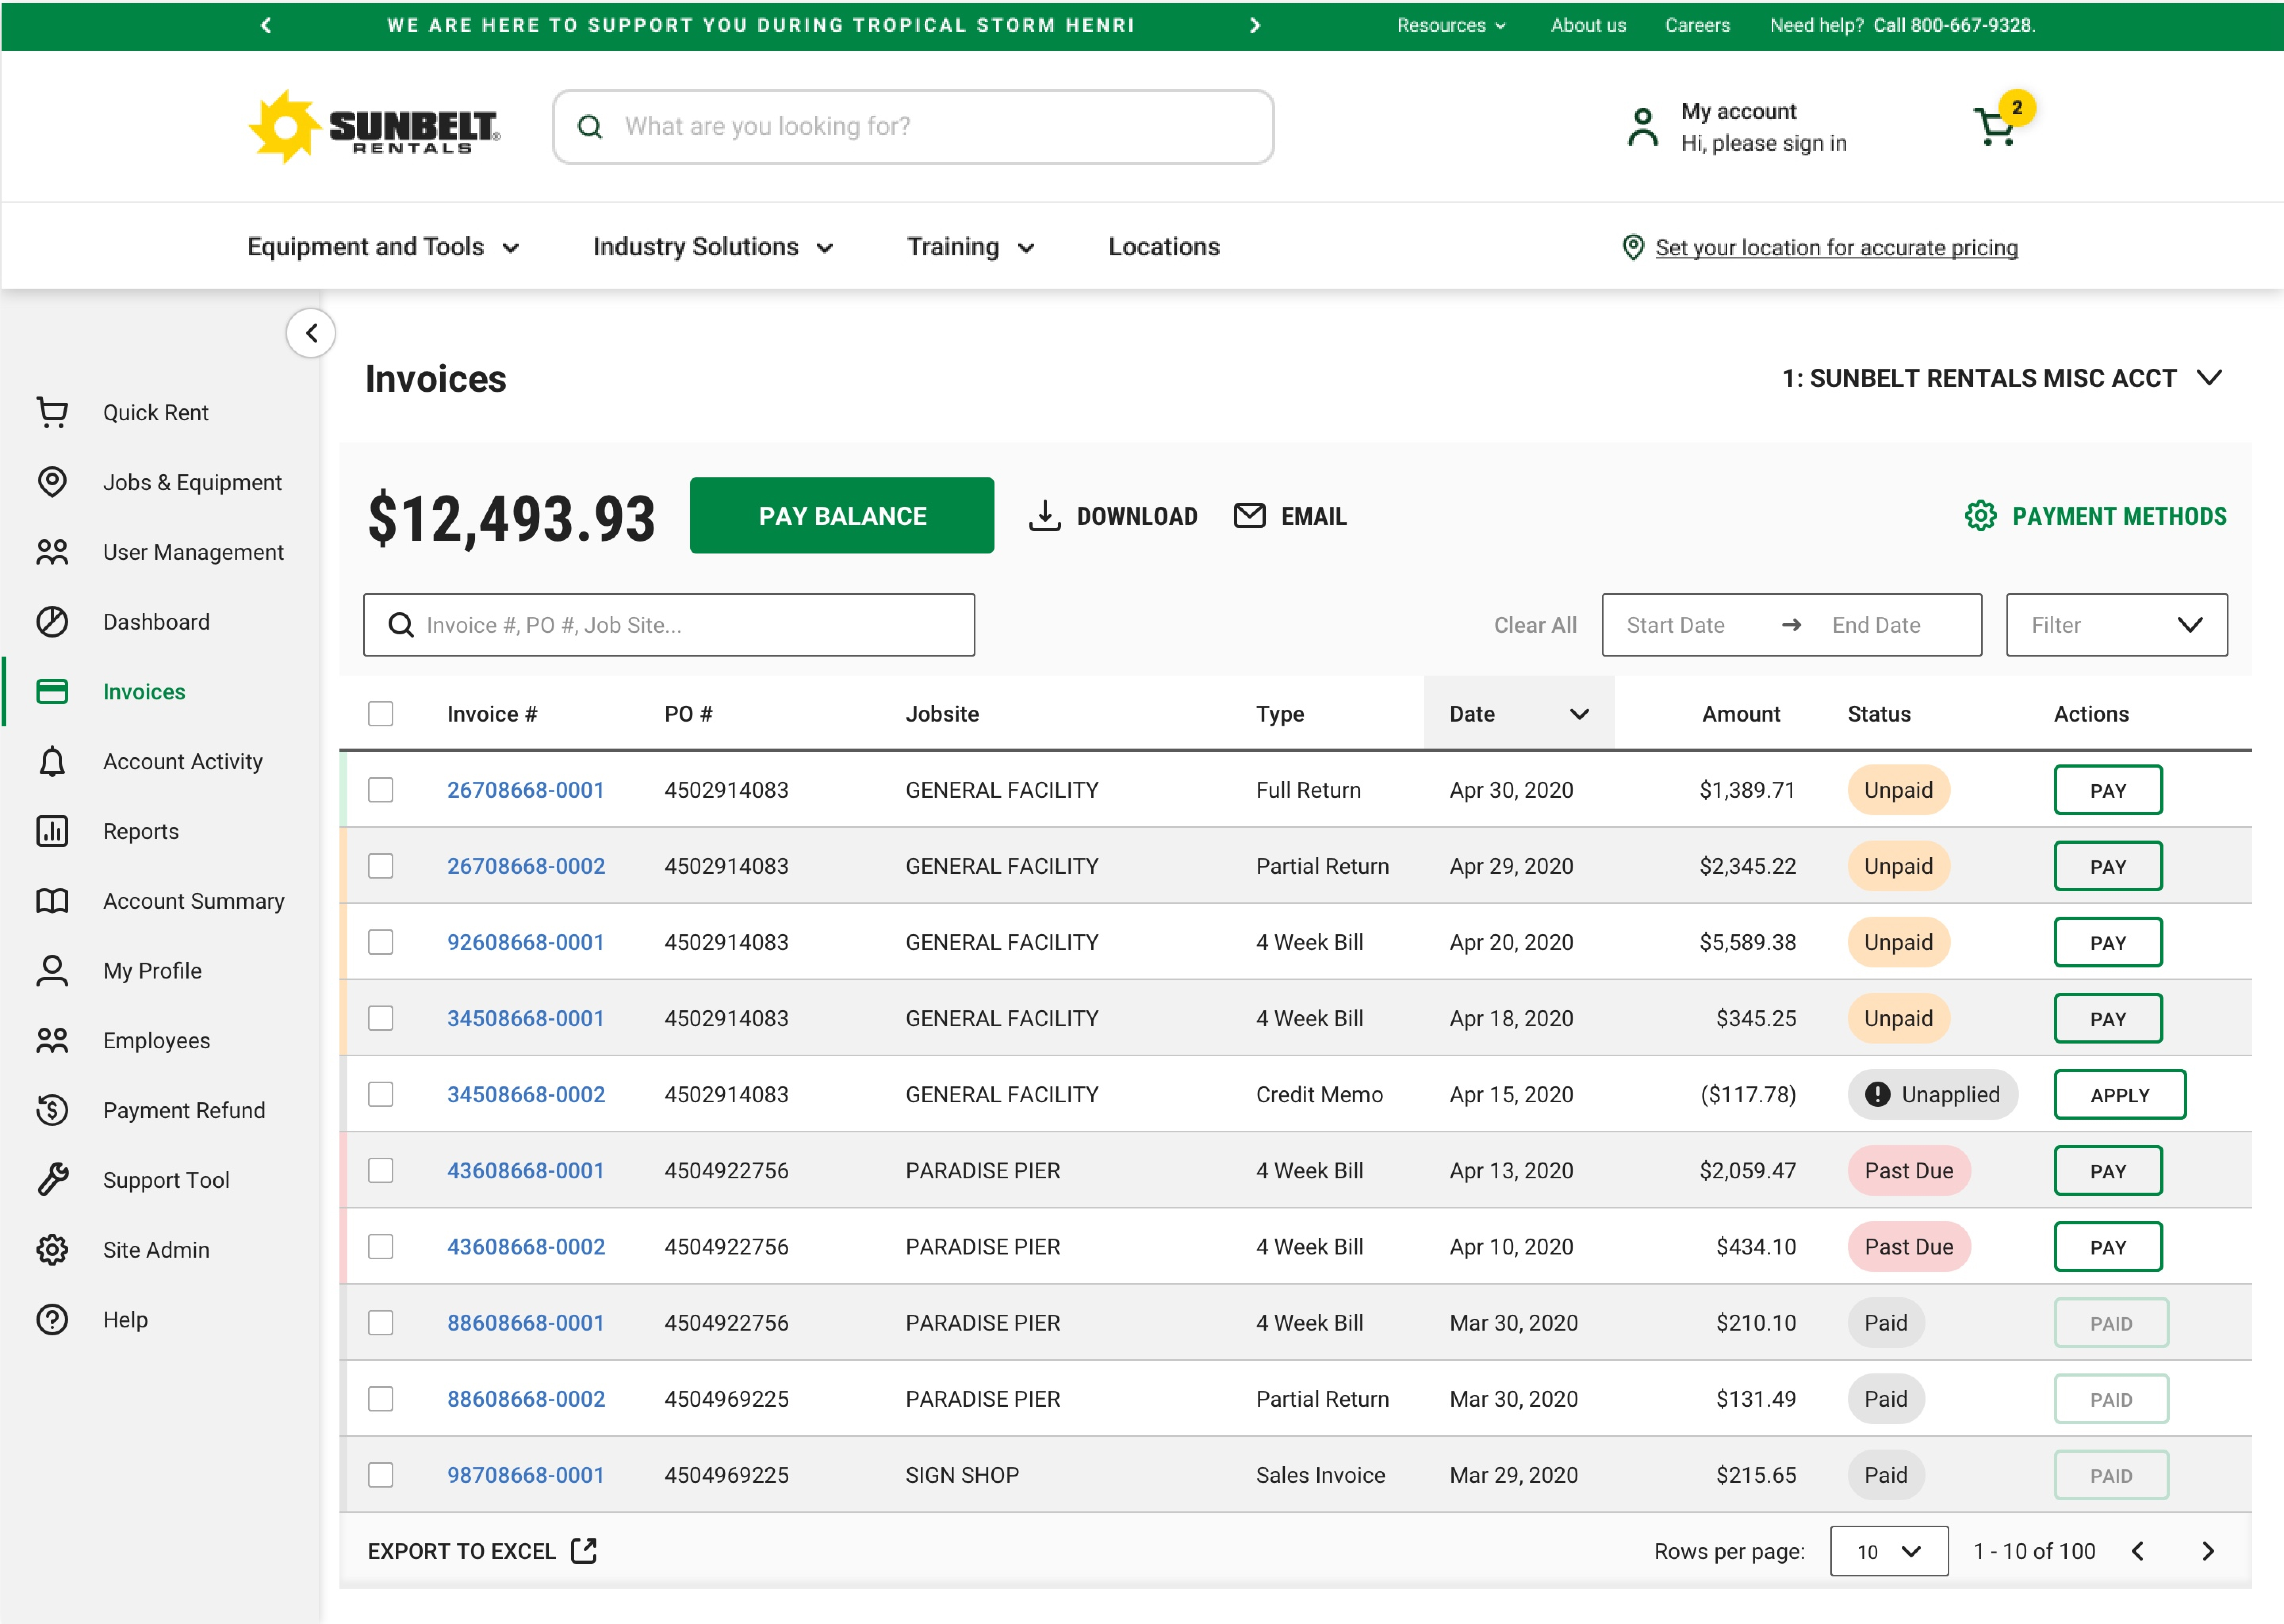 WE ARE HERE TO SUPPORT YOU DURING TROPICAL STORM HENRI
Resources
About us
Careers
Need help? Call 800-667-9328.
SUNBELT®
RENTALS
What are you looking for?
My account
Hi, please sign in
2
Equipment and Tools
Industry Solutions
Training
Locations
Set your location for accurate pricing
Quick Rent
Jobs & Equipment
User Management
Dashboard
Invoices
Account Activity
Reports
Account Summary
My Profile
Employees
Payment Refund
Support Tool
Site Admin
Help
Invoices
1: SUNBELT RENTALS MISC ACCT
$12,493.93
PAY BALANCE
DOWNLOAD
EMAIL
PAYMENT METHODS
Invoice #, PO #, Job Site...
Clear All
Start Date → End Date
Filter
Invoice # PO # Jobsite Type Date Amount Status Actions
26708668-0001 4502914083 GENERAL FACILITY Full Return Apr 30, 2020 $1,389.71 Unpaid PAY
26708668-0002 4502914083 GENERAL FACILITY Partial Return Apr 29, 2020 $2,345.22 Unpaid PAY
92608668-0001 4502914083 GENERAL FACILITY 4 Week Bill Apr 20, 2020 $5,589.38 Unpaid PAY
34508668-0001 4502914083 GENERAL FACILITY 4 Week Bill Apr 18, 2020 $345.25 Unpaid PAY
34508668-0002 4502914083 GENERAL FACILITY Credit Memo Apr 15, 2020 ($117.78) Unapplied APPLY
43608668-0001 4504922756 PARADISE PIER 4 Week Bill Apr 13, 2020 $2,059.47 Past Due PAY
43608668-0002 4504922756 PARADISE PIER 4 Week Bill Apr 10, 2020 $434.10 Past Due PAY
88608668-0001 4504922756 PARADISE PIER 4 Week Bill Mar 30, 2020 $210.10 Paid PAID
88608668-0002 4504969225 PARADISE PIER Partial Return Mar 30, 2020 $131.49 Paid PAID
98708668-0001 4504969225 SIGN SHOP Sales Invoice Mar 29, 2020 $215.65 Paid PAID
EXPORT TO EXCEL
Rows per page: 10 1 - 10 of 100